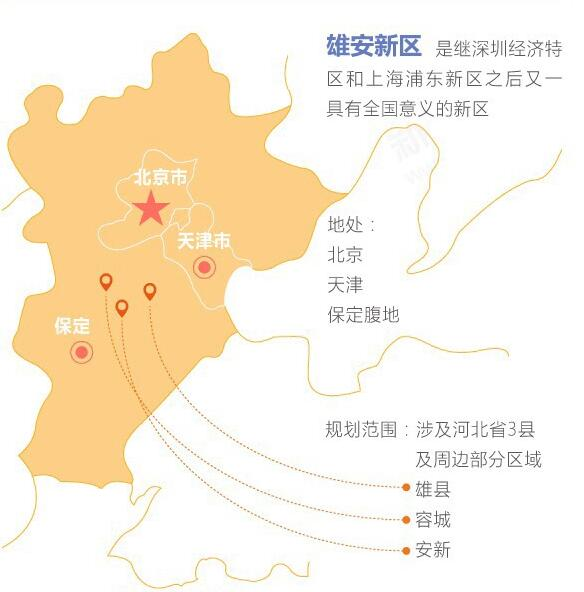 雄安新区 是继深圳经济特
区和上海浦东新区之后又一
具有全国意义的新区
北京市
地处：
天津市
北京
天津
保定腹地
保定
规划范围：涉及河北省3县
及周边部分区域
雄县
容城
安新